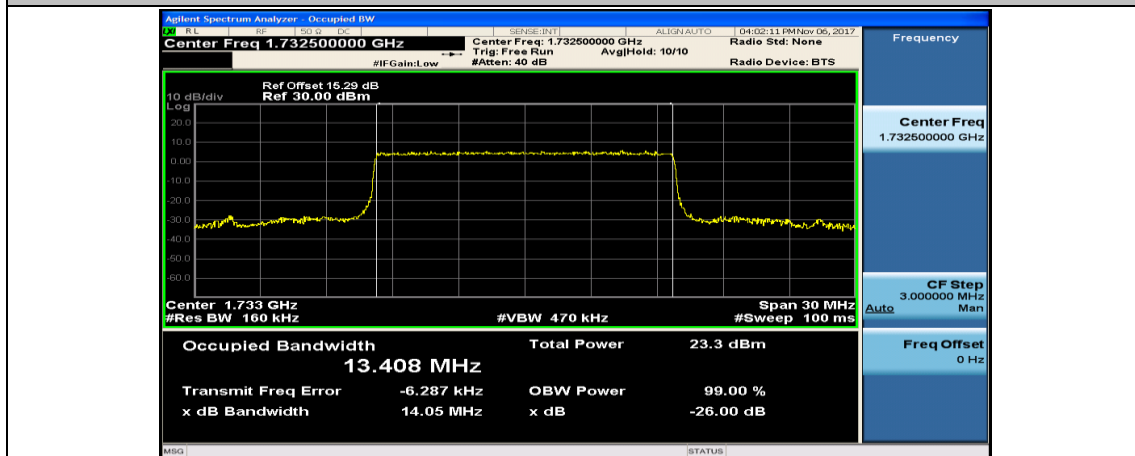 Agilent Spectrum Analyzer - Occupied BW
LXI RL RF 50 Ω DC SENSE:INT ALIGN AUTO 04:02:11 PM Nov 06, 2017
Center Freq 1.732500000 GHz
Center Freq: 1.732500000 GHz
Radio Std: None
Trig: Free Run Avg|Hold: 10/10
#IFGain:Low #Atten: 40 dB Radio Device: BTS
Ref Offset 15.29 dB
10 dB/div Ref 30.00 dBm
Log
20.0
10.0
0.00
-10.0
-20.0
-30.0
-40.0
-50.0
-60.0
Center 1.733 GHz Span 30 MHz
#Res BW 160 kHz #VBW 470 kHz #Sweep 100 ms
Occupied Bandwidth Total Power 23.3 dBm
13.408 MHz
Transmit Freq Error -6.287 kHz OBW Power 99.00 %
x dB Bandwidth 14.05 MHz x dB -26.00 dB
MSG STATUS
Frequency
Center Freq
1.732500000 GHz
CF Step
3.000000 MHz
Auto Man
Freq Offset
0 Hz